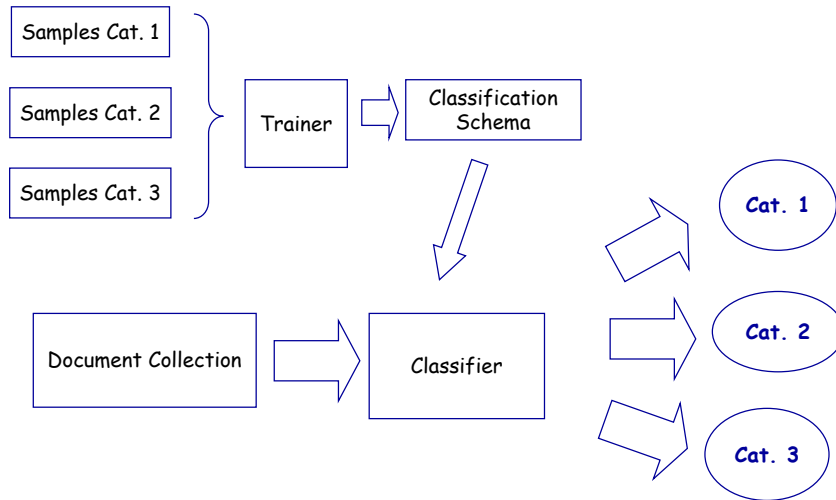 Samples Cat. 1
Samples Cat. 2
Samples Cat. 3
Trainer
Classification
Schema
Document Collection
Classifier
Cat. 1
Cat. 2
Cat. 3